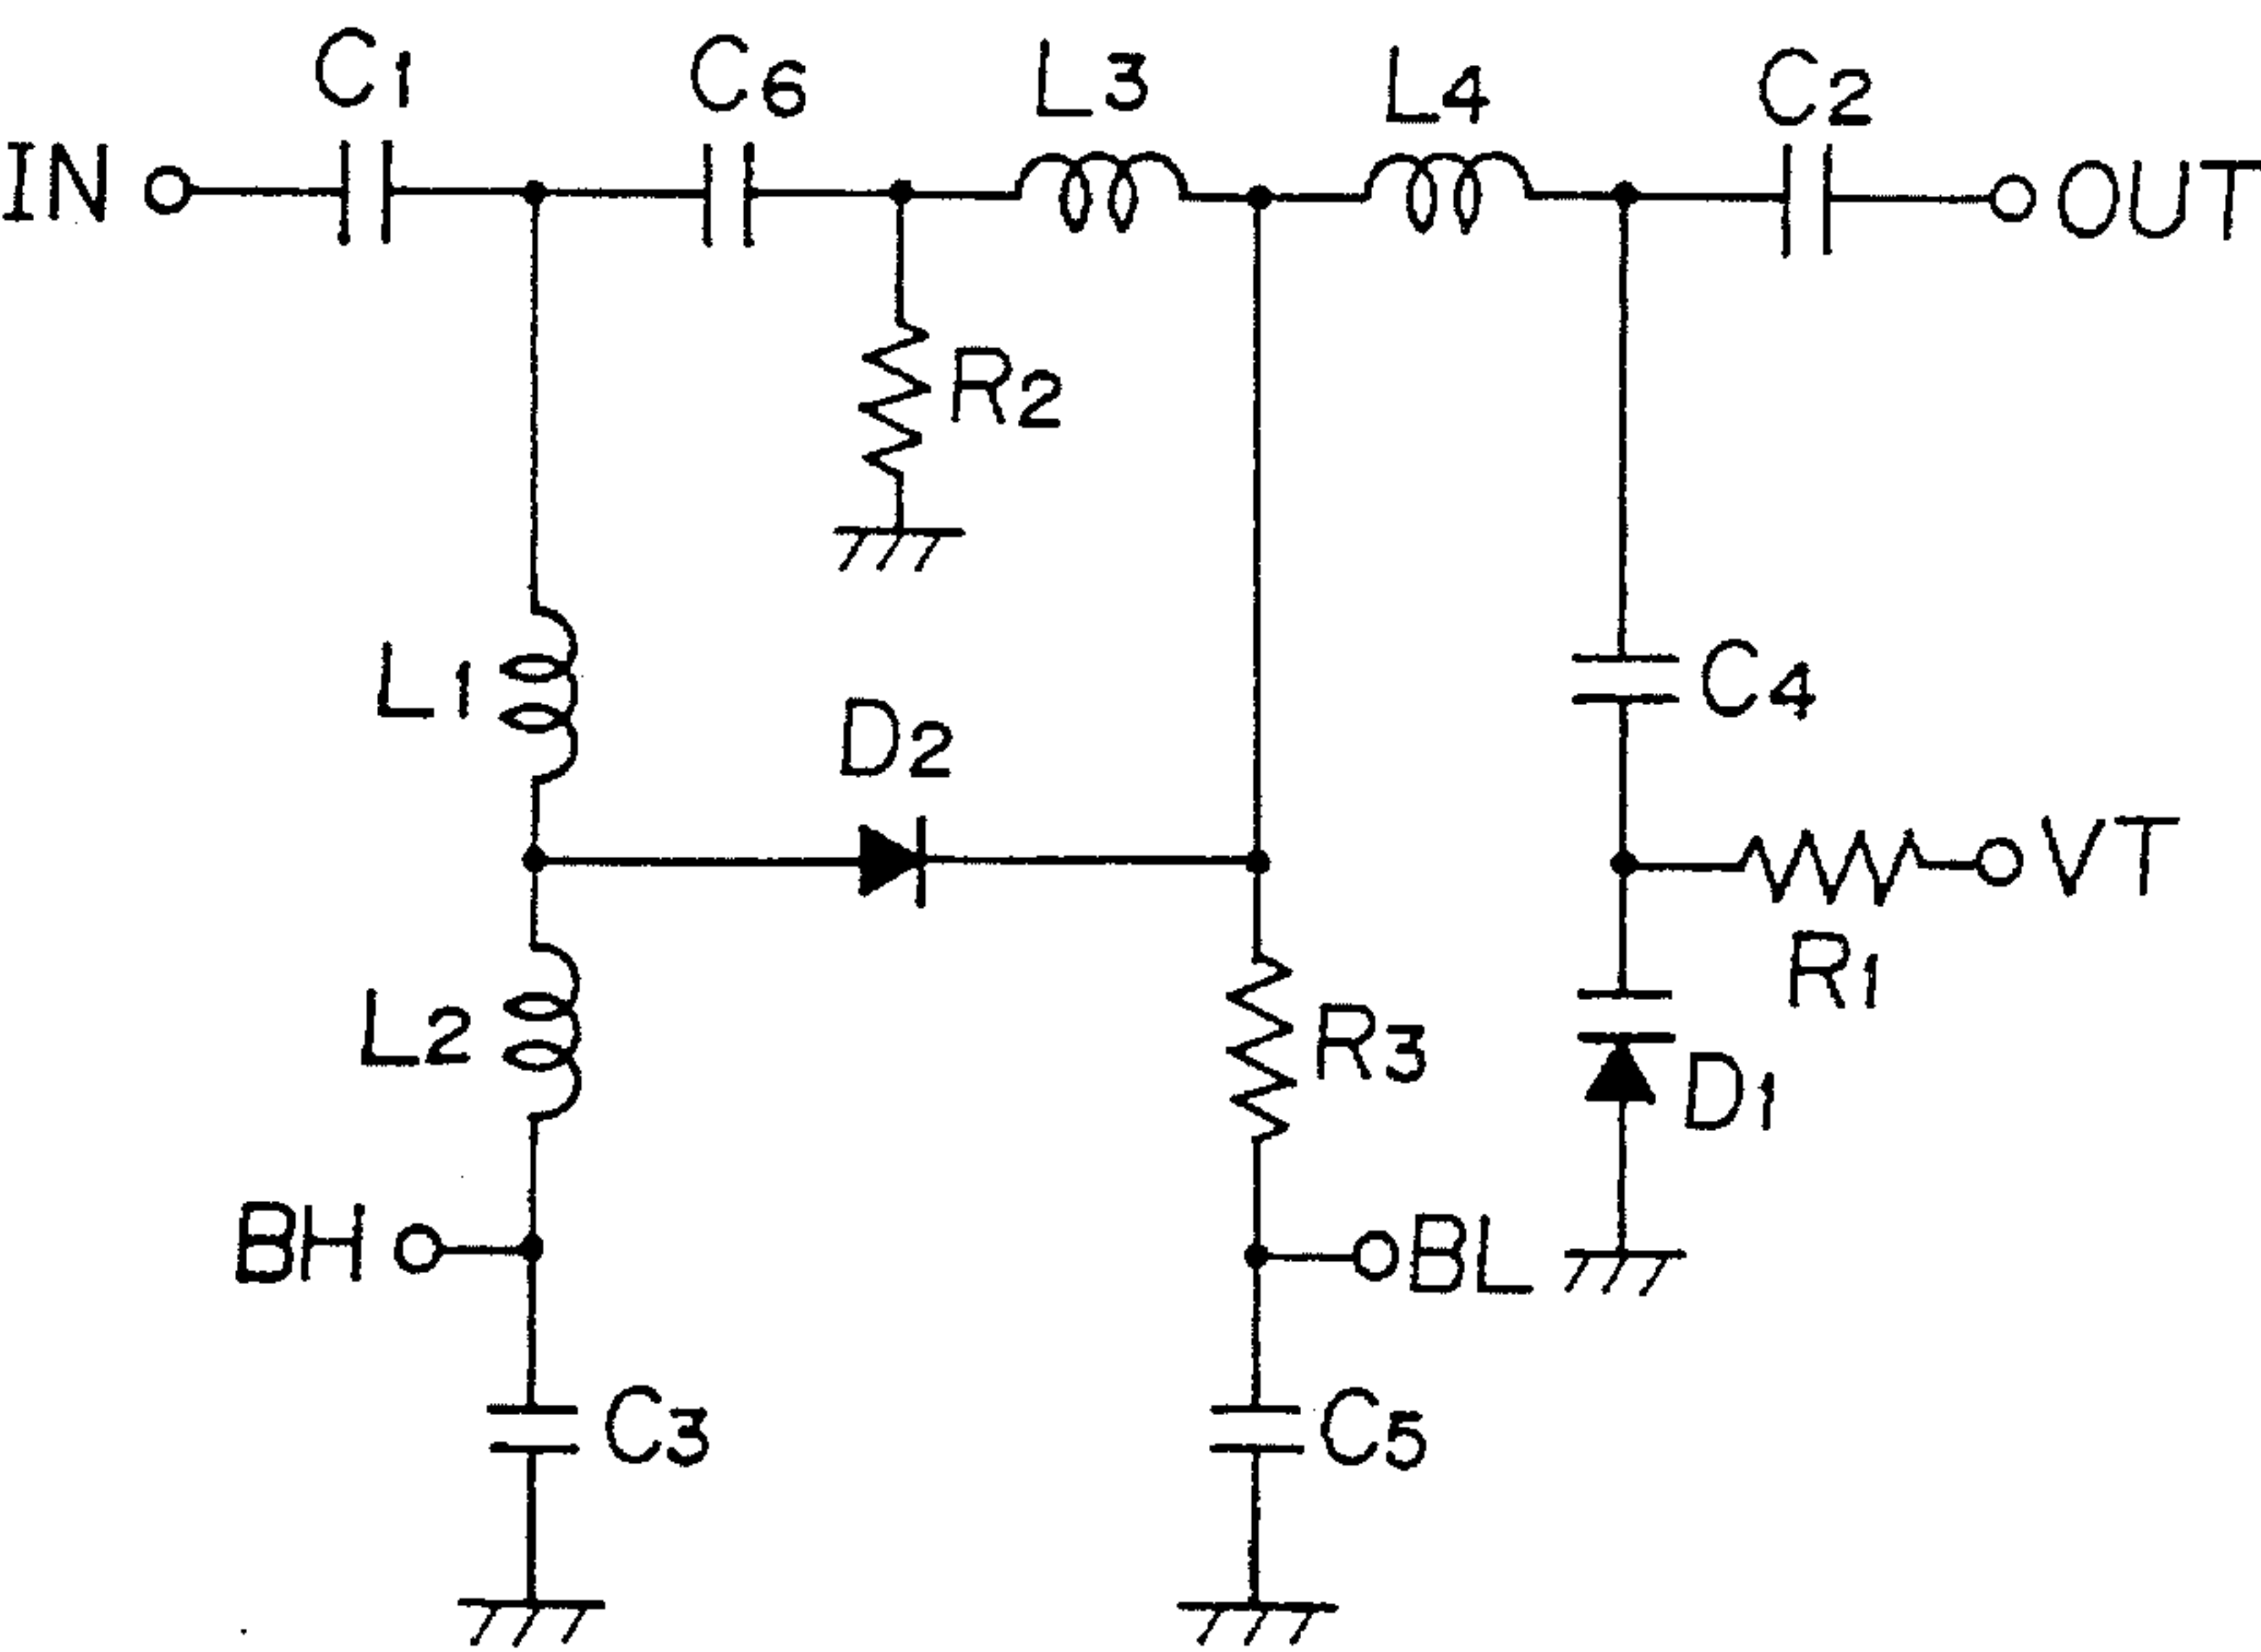 C1 C6 L3 L4 C2
IN OUT
R2
L1 C4
D2
VT
R1
L2 R3
D1
BH BL
C3 C5